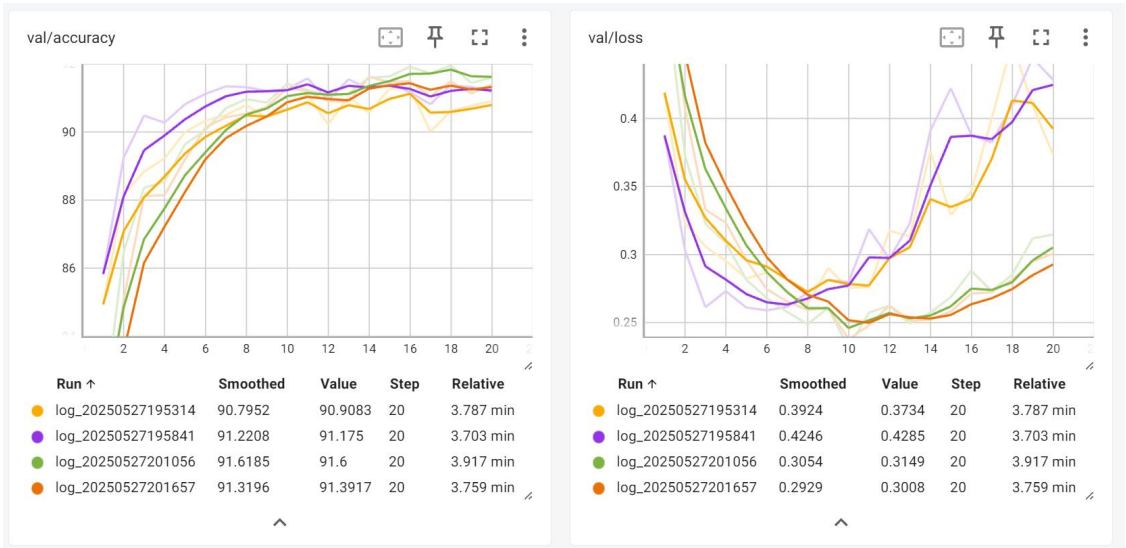 val/accuracy
90
88
86
2 4 6 8 10 12 14 16 18 20
Run ↑ Smoothed Value Step Relative
log_20250527195314 90.7952 90.9083 20 3.787 min
log_20250527195841 91.2208 91.175 20 3.703 min
log_20250527201056 91.6185 91.6 20 3.917 min
log_20250527201657 91.3196 91.3917 20 3.759 min
val/loss
0.4
0.35
0.3
0.25
2 4 6 8 10 12 14 16 18 20
Run ↑ Smoothed Value Step Relative
log_20250527195314 0.3924 0.3734 20 3.787 min
log_20250527195841 0.4246 0.4285 20 3.703 min
log_20250527201056 0.3054 0.3149 20 3.917 min
log_20250527201657 0.2929 0.3008 20 3.759 min